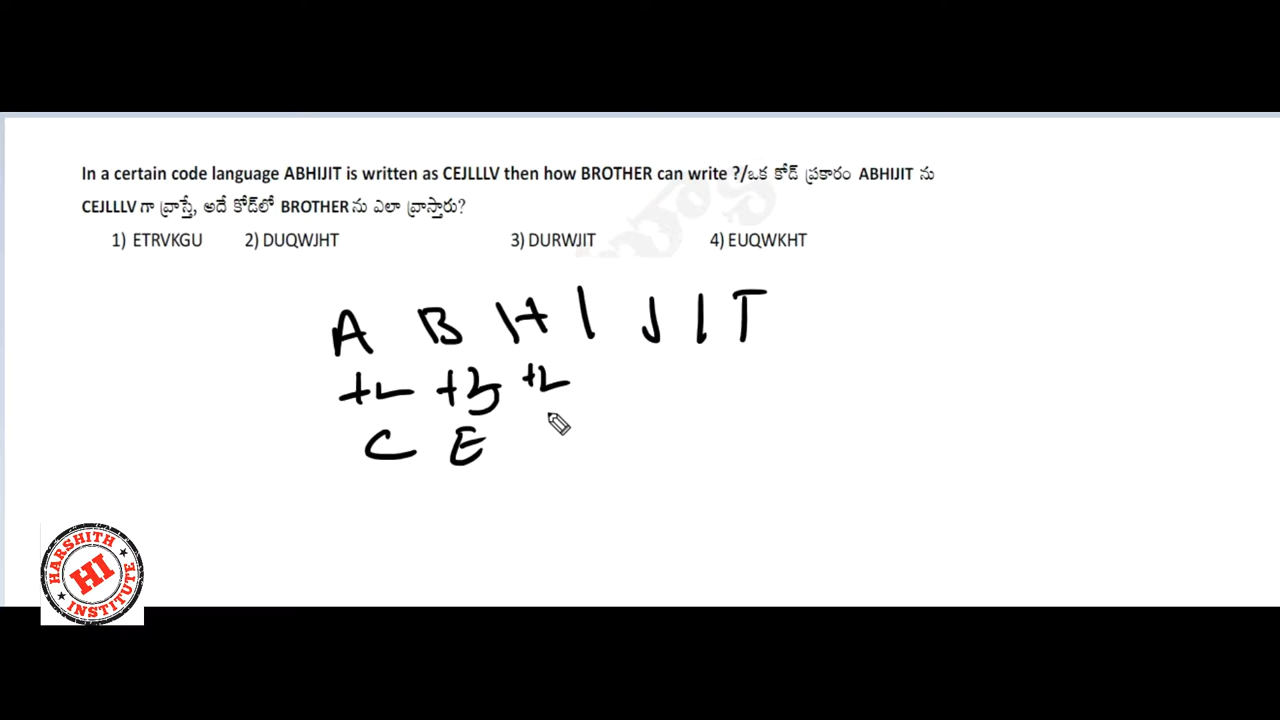 In a certain code language ABHIJIT is written as CEJLLLV then how BROTHER can write ?/ఒక కోడ్ ప్రకారం ABHIJIT ను
CEJLLLV గా వ్రాస్తే, అదే కోడ్‌లో BROTHER ను ఎలా వ్రాస్తారు?
1) ETRVKGU 2) DUQWJHT 3) DURWJIT 4) EUQWKHT
A B H I J I T
+2 +3 +2
C E
HARSHITH
HI
INSTITUTE